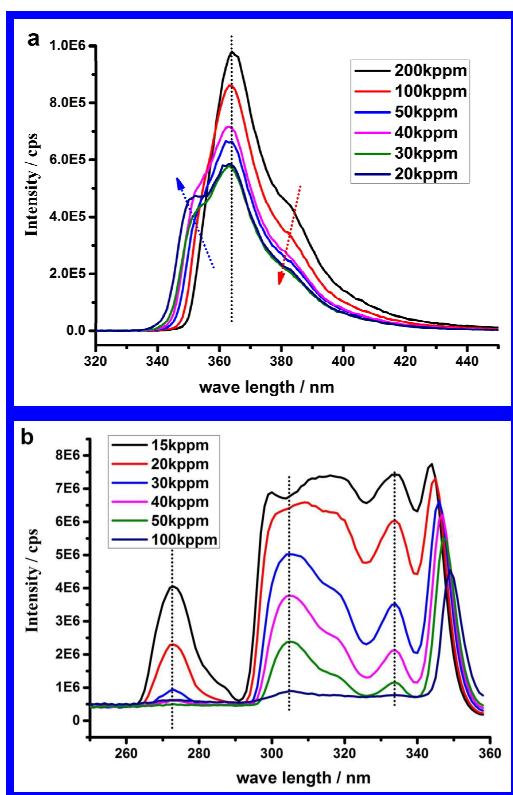 a
1.0E6
8.0E5
6.0E5
4.0E5
2.0E5
0.0
Intensity / cps
200kppm
100kppm
50kppm
40kppm
30kppm
20kppm
320 340 360 380 400 420 440
wave length / nm
b
8E6
7E6
6E6
5E6
4E6
3E6
2E6
1E6
0
Intensity / cps
15kppm
20kppm
30kppm
40kppm
50kppm
100kppm
260 280 300 320 340 360
wave length / nm